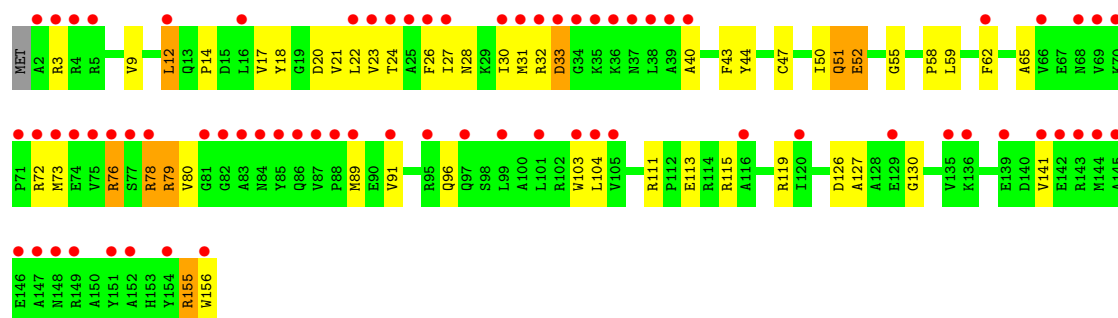 MET A2 R3 R4 R5 V9 L12 Q13 P14 D15 L16 V17 Y18 G19 D20 V21 L22 V23 T24 A25 F26 I27 N28 K29 I30 M31 R32 D33 G34 K35 K36 N37 L38 A39 A40 F43 Y44 C47 I50 Q51 E52 G55 P58 L59 F62 A65 V66 E67 N68 V69 K70
P71 R72 M73 E74 V75 R76 S77 R78 R79 V80 G81 G82 A83 N84 Y85 Q86 V87 P88 M89 E90 V91 R95 Q96 Q97 S98 L99 A100 L101 R102 W103 L104 V105 R111 P112 E113 R114 R115 A116 R119 I120 D126 A127 A128 E129 G130 V135 K136 E139 D140 V141 E142 R143 M144 A145
E146 A147 N148 R149 A150 Y151 A152 H153 Y154 R155 W156